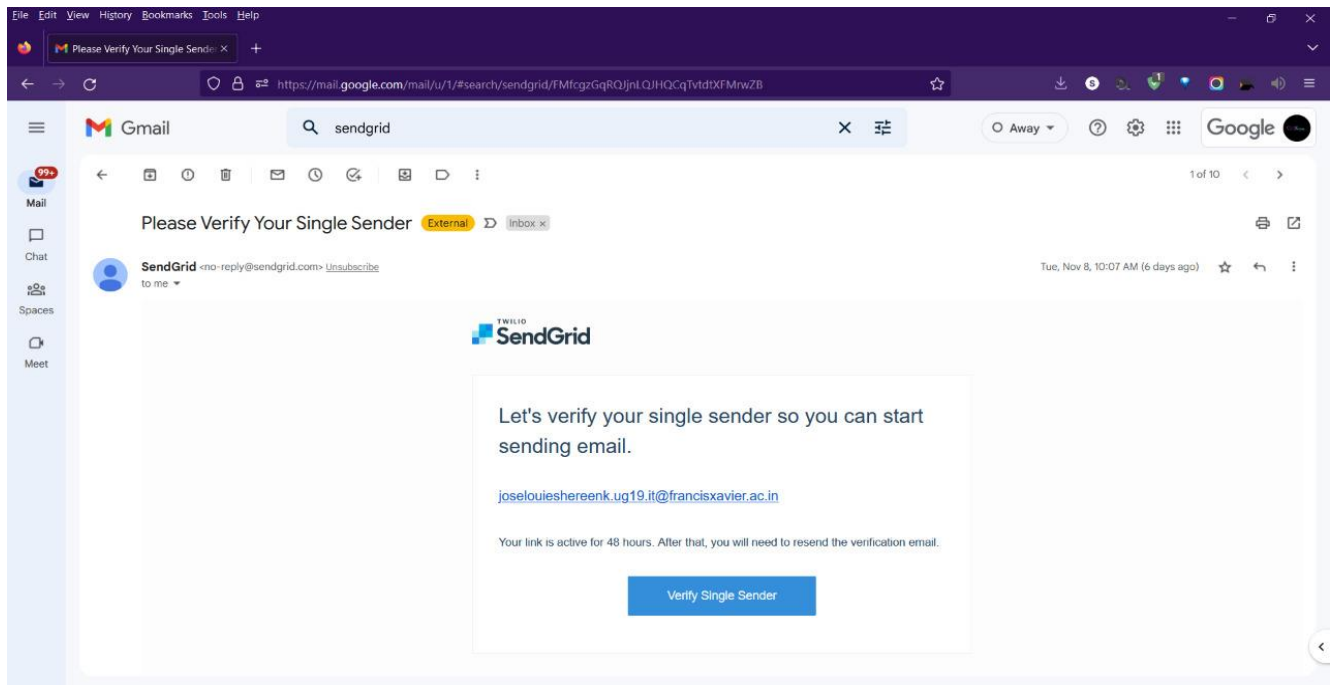 File Edit View History Bookmarks Tools Help
Please Verify Your Single Sender
https://mail.google.com/mail/u/1/#search/sendgrid/FMfcgzGqRQJjnLQJHQCqTvtdtXFMrwZB
Gmail
sendgrid
Away
Google
99+
Mail
1 of 10
Please Verify Your Single Sender External Inbox ×
Chat
SendGrid <no-reply@sendgrid.com> Unsubscribe
Tue, Nov 8, 10:07 AM (6 days ago)
to me
Spaces
Meet
TWILIO
SendGrid
Let's verify your single sender so you can start
sending email.
joselouieshereenk.ug19.it@francisxavier.ac.in
Your link is active for 48 hours. After that, you will need to resend the verification email.
Verify Single Sender